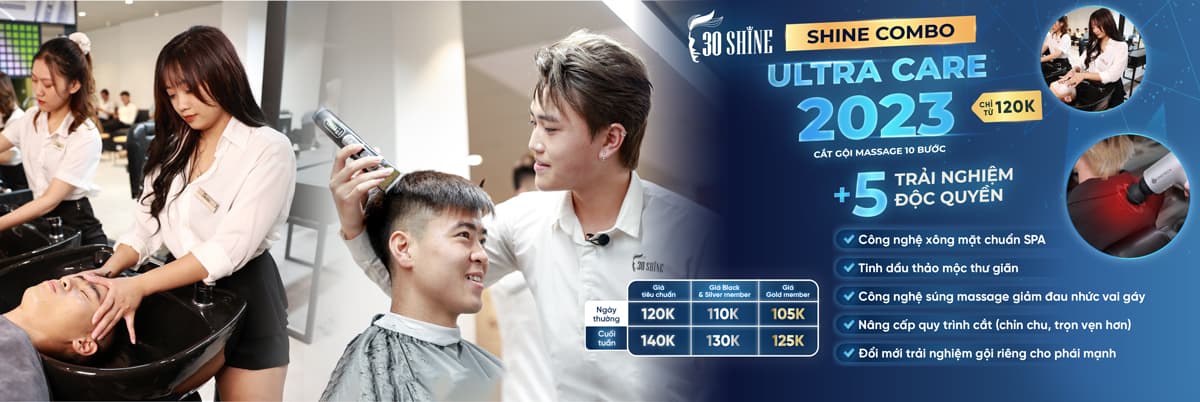 30 SHINE
SHINE COMBO
ULTRA CARE
2023
CHỈ TỪ 120K
CẮT GỘI MASSAGE 10 BƯỚC
+5 TRẢI NGHIỆM ĐỘC QUYỀN
Công nghệ xông mặt chuẩn SPA
Tinh dầu thảo mộc thư giãn
Công nghệ súng massage giảm đau nhức vai gáy
Nâng cấp quy trình cắt (chỉn chu, trọn vẹn hơn)
Đổi mới trải nghiệm gội riêng cho phái mạnh
30 SHINE
Giá tiêu chuẩn Giá Black & Silver member Giá Gold member
Ngày thường 120K 110K 105K
Cuối tuần 140K 130K 125K